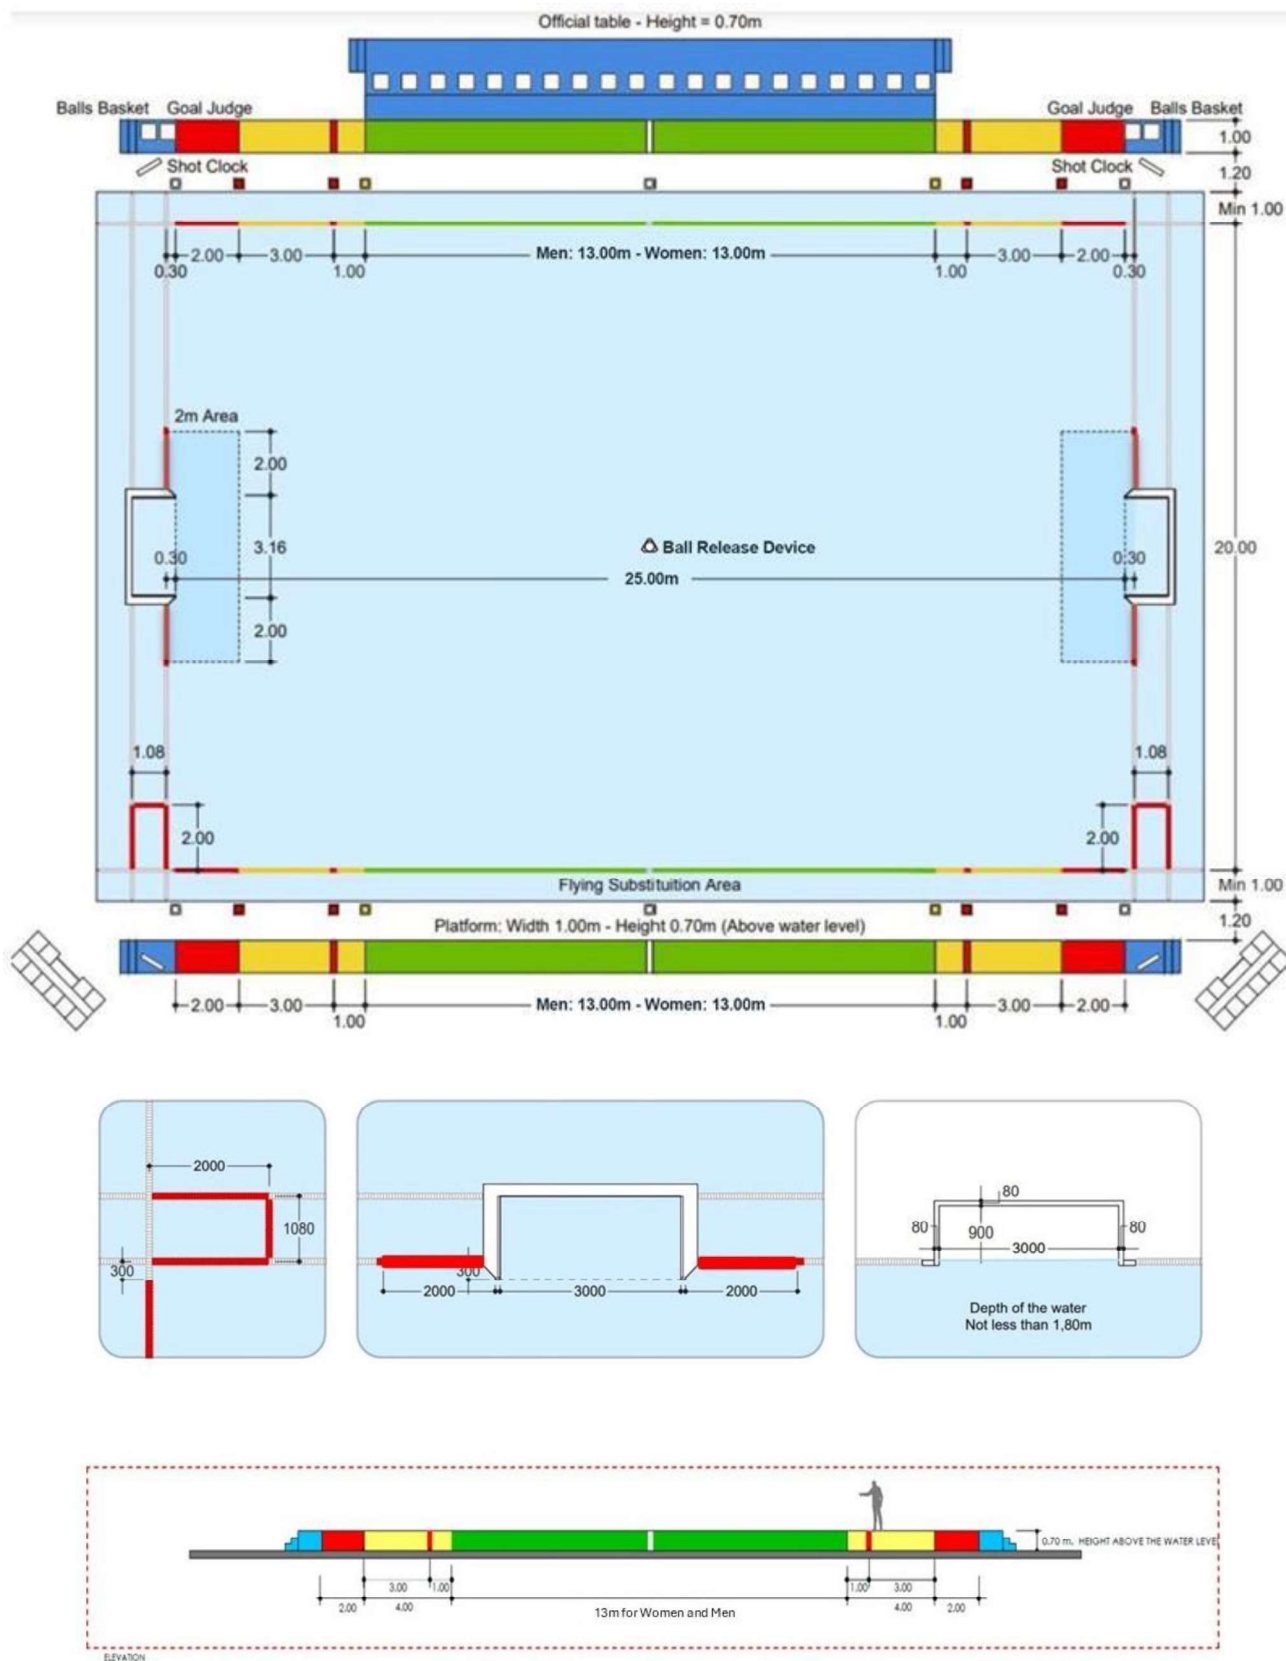 Official table - Height = 0.70m
Balls Basket Goal Judge
Goal Judge Balls Basket
1.00
Shot Clock
Shot Clock
1.20
Min 1.00
2.00 3.00 Men: 13.00m - Women: 13.00m 3.00 2.00
0.30 1.00 1.00 0.30
2m Area
2.00
3.16
0.30
Ball Release Device
0.30
20.00
25.00m
2.00
1.08
1.08
2.00
2.00
Flying Substituition Area
Min 1.00
Platform: Width 1.00m - Height 0.70m (Above water level)
1.20
2.00 3.00 Men: 13.00m - Women: 13.00m 3.00 2.00
1.00 1.00
2000
1080
300
300
2000 3000 2000
80
80 900 80
3000
Depth of the water
Not less than 1,80m
0.70 m. HEIGHT ABOVE THE WATER LEVE
3.00 1.00 1.00 3.00
2.00 4.00 13m for Women and Men 4.00 2.00
ELEVATION